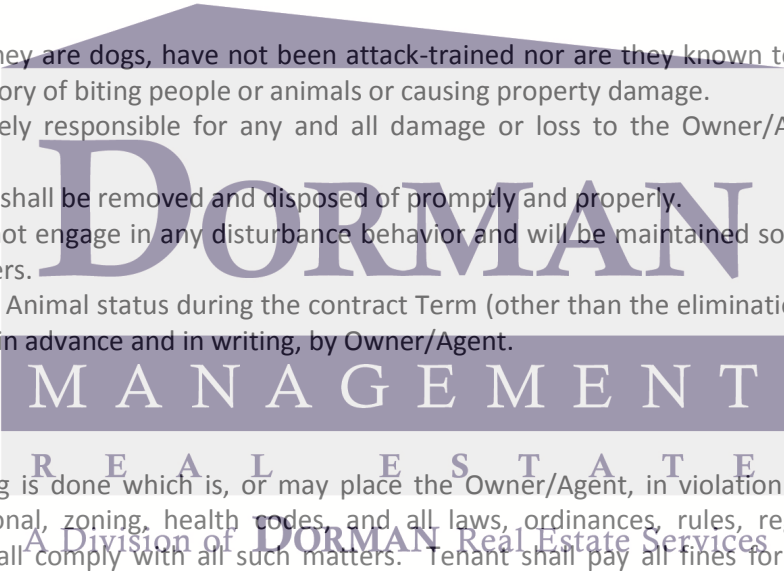 ney are dogs, have not been attack-trained nor are they known to
ory of biting people or animals or causing property damage.
ely responsible for any and all damage or loss to the Owner/A
shall be removed and disposed of promptly and properly.
not engage in any disturbance behavior and will be maintained so
ers.
Animal status during the contract Term (other than the eliminatio
in advance and in writing, by Owner/Agent.
DORMAN
MANAGEMENT
REAL ESTATE
g is done which is, or may place the Owner/Agent, in violation
onal, zoning, health codes, and all laws, ordinances, rules, re
A Division of DORMAN Real Estate Services
all comply with all such matters. Tenant shall pay all fines for